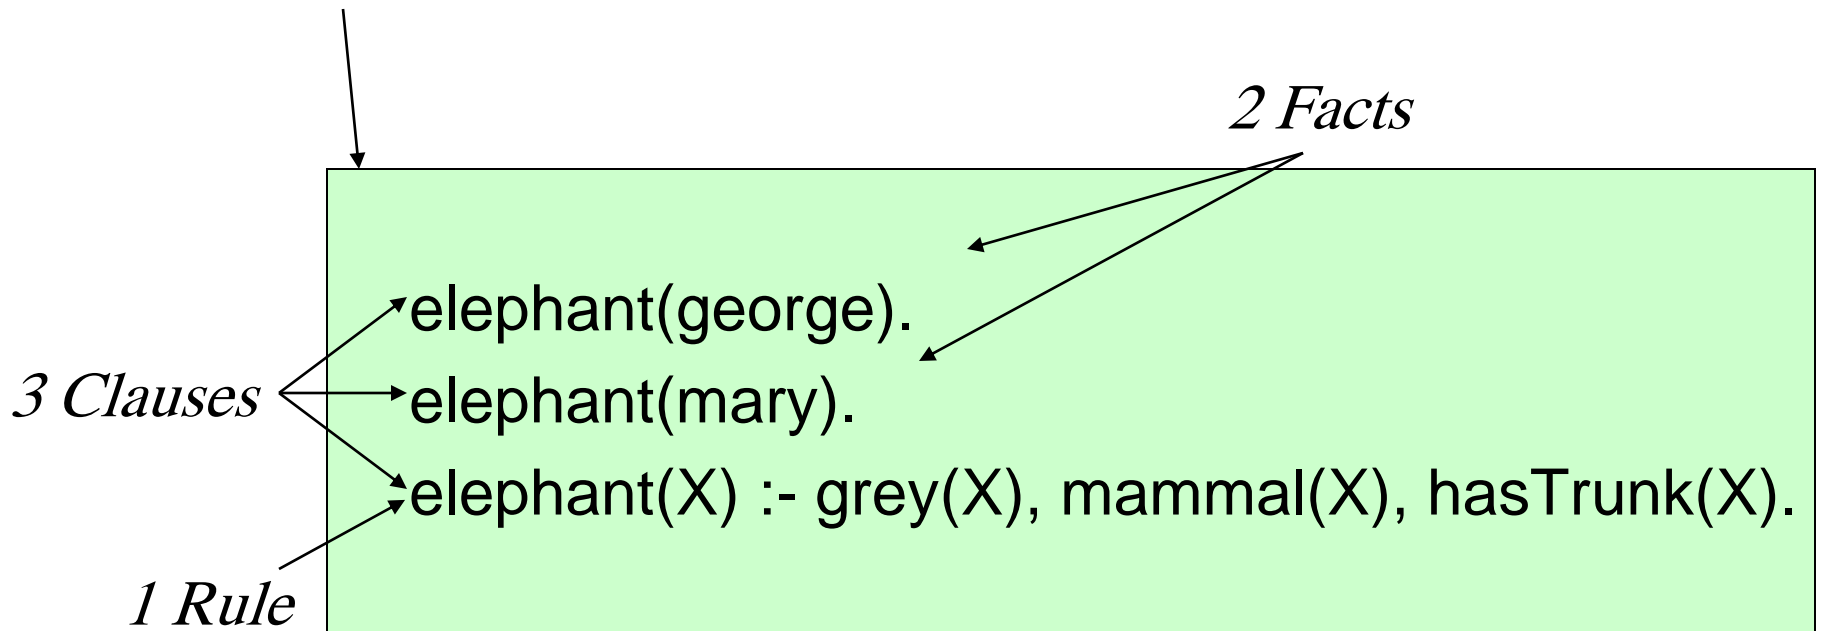 2 Facts
elephant(george).
3 Clauses
elephant(mary).
elephant(X) :- grey(X), mammal(X), hasTrunk(X).
1 Rule